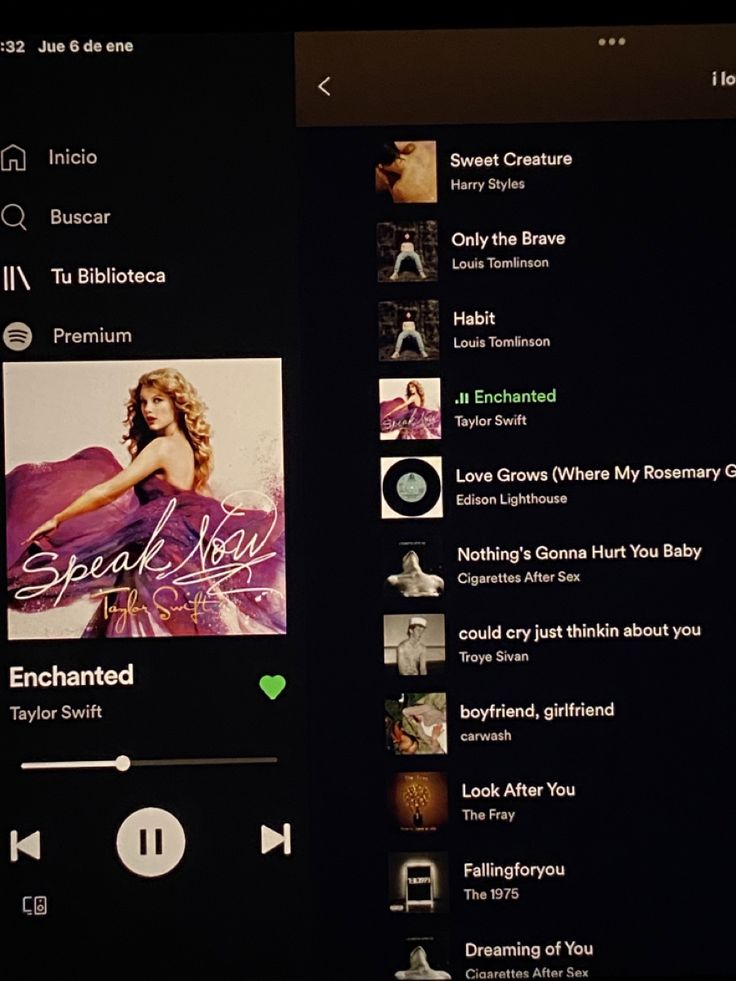 :32 Jue 6 de ene
Inicio
Buscar
Tu Biblioteca
Premium
Speak Now
Taylor Swift
Enchanted
Taylor Swift
i lo
Sweet Creature
Harry Styles
Only the Brave
Louis Tomlinson
Habit
Louis Tomlinson
Enchanted
Taylor Swift
Love Grows (Where My Rosemary G
Edison Lighthouse
Nothing's Gonna Hurt You Baby
Cigarettes After Sex
could cry just thinkin about you
Troye Sivan
boyfriend, girlfriend
carwash
Look After You
The Fray
Fallingforyou
The 1975
Dreaming of You
Cigarettes After Sex